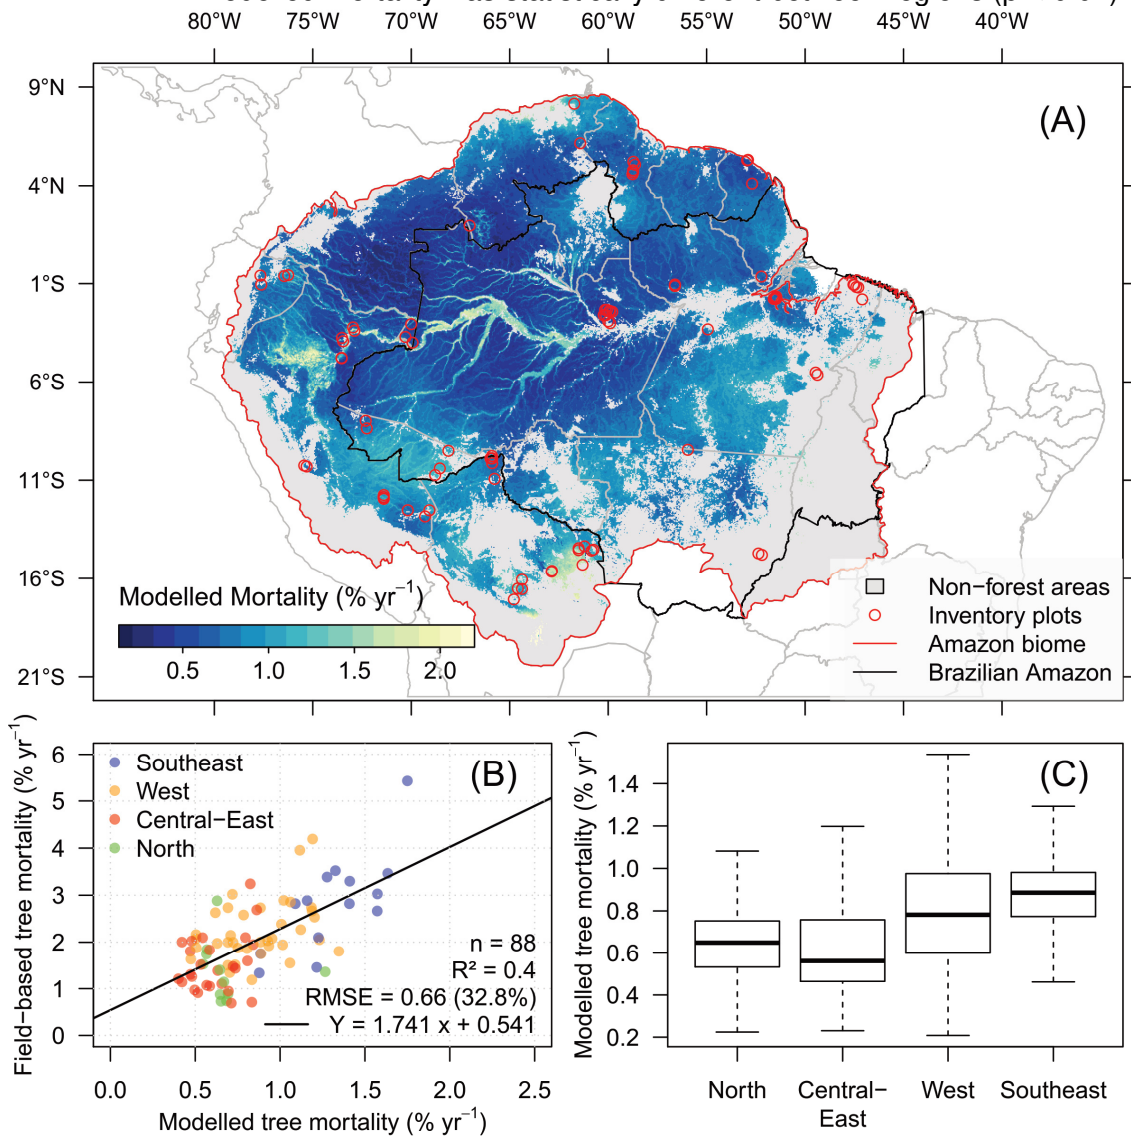 80°W 75°W 70°W 65°W 60°W 55°W 50°W 45°W 40°W
(A)
9°N
4°N
1°S
6°S
11°S
16°S
21°S
Modelled Mortality (% yr⁻¹)
0.5 1.0 1.5 2.0
Non−forest areas
Inventory plots
Amazon biome
Brazilian Amazon
(B)
Field−based tree mortality (% yr⁻¹)
6
5
4
3
2
1
0
Southeast
West
Central−East
North
n = 88
R² = 0.4
RMSE = 0.66 (32.8%)
Y = 1.741 x + 0.541
0.0 0.5 1.0 1.5 2.0 2.5
Modelled tree mortality (% yr⁻¹)
(C)
Modelled tree mortality (% yr⁻¹)
1.4
1.2
1.0
0.8
0.6
0.4
0.2
North Central− West Southeast
East